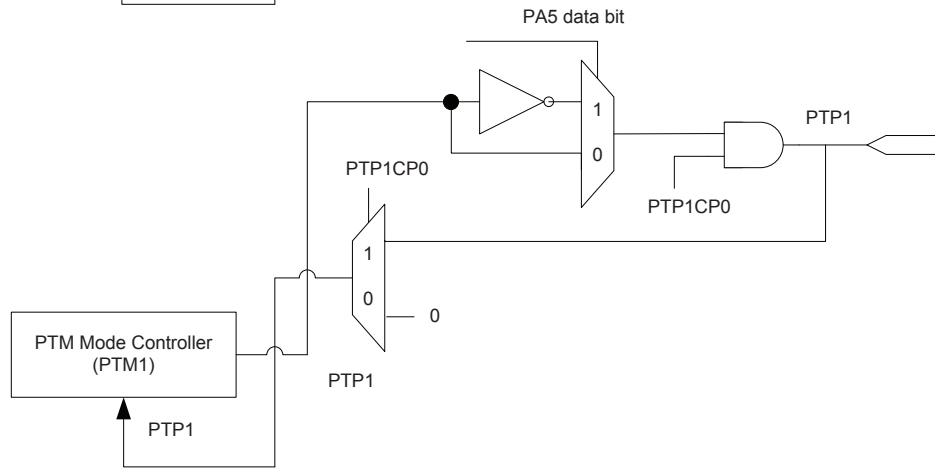 PA5 data bit
1
0
PTP1
PTP1CP0
PTP1CP0
1
0
0
PTM Mode Controller
(PTM1)
PTP1
PTP1